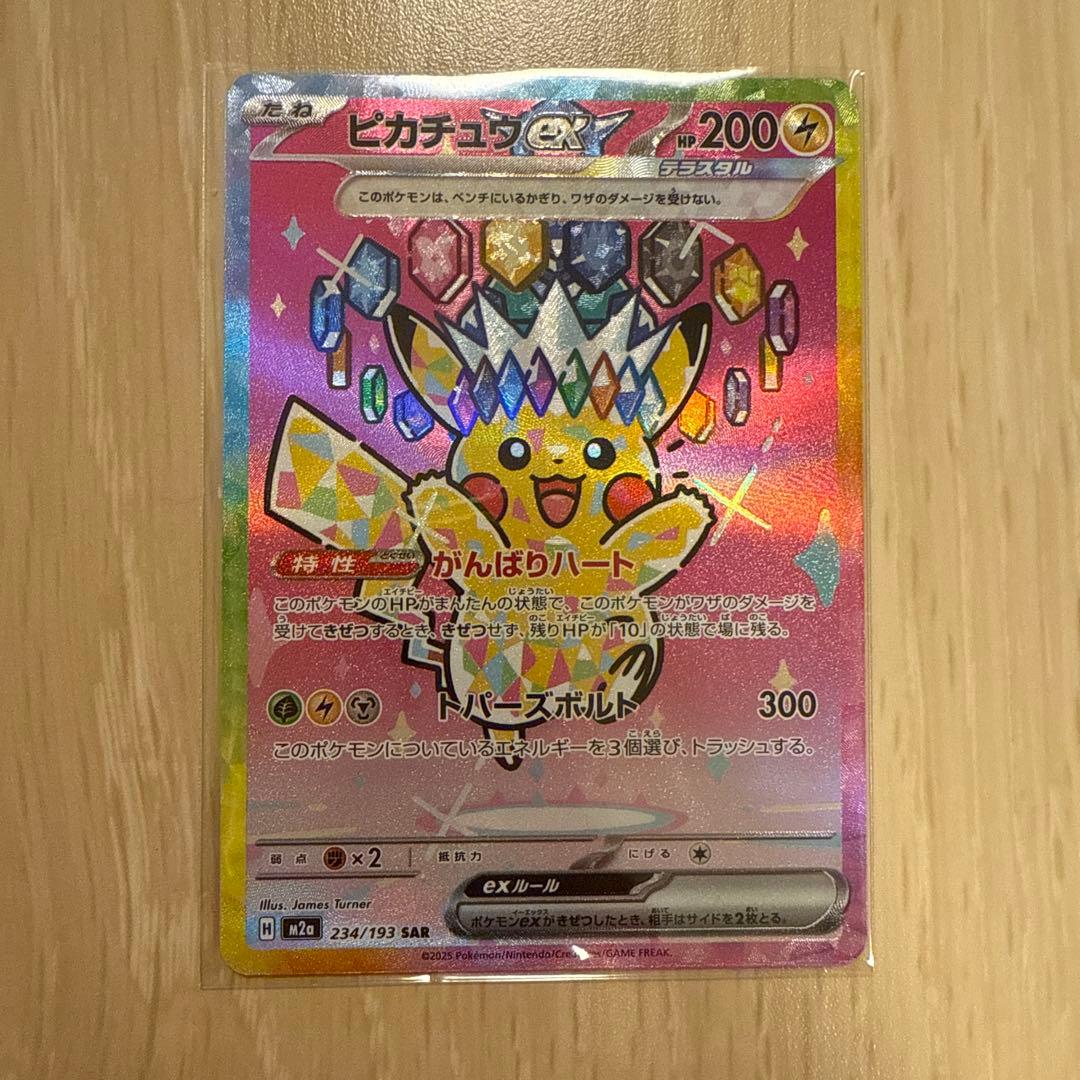 たね
ピカチュウex
HP200
テラスタル
このポケモンは、ベンチにいるかぎり、ワザのダメージを受けない。
特性
とくせい
がんばりハート
このポケモンのHPがまんたんの状態で、このポケモンがワザのダメージを
受けてきぜつするとき、きぜつせず、残りHPが「10」の状態で場に残る。
トパーズボルト 300
このポケモンについているエネルギーを3個選び、トラッシュする。
弱点 ×2 抵抗力 にげる
exルール
ポケモンexがきぜつしたとき、相手はサイドを2枚とる。
Illus. James Turner
H M2a 234/193 SAR
©2025 Pokémon/Nintendo/Creatures/GAME FREAK.